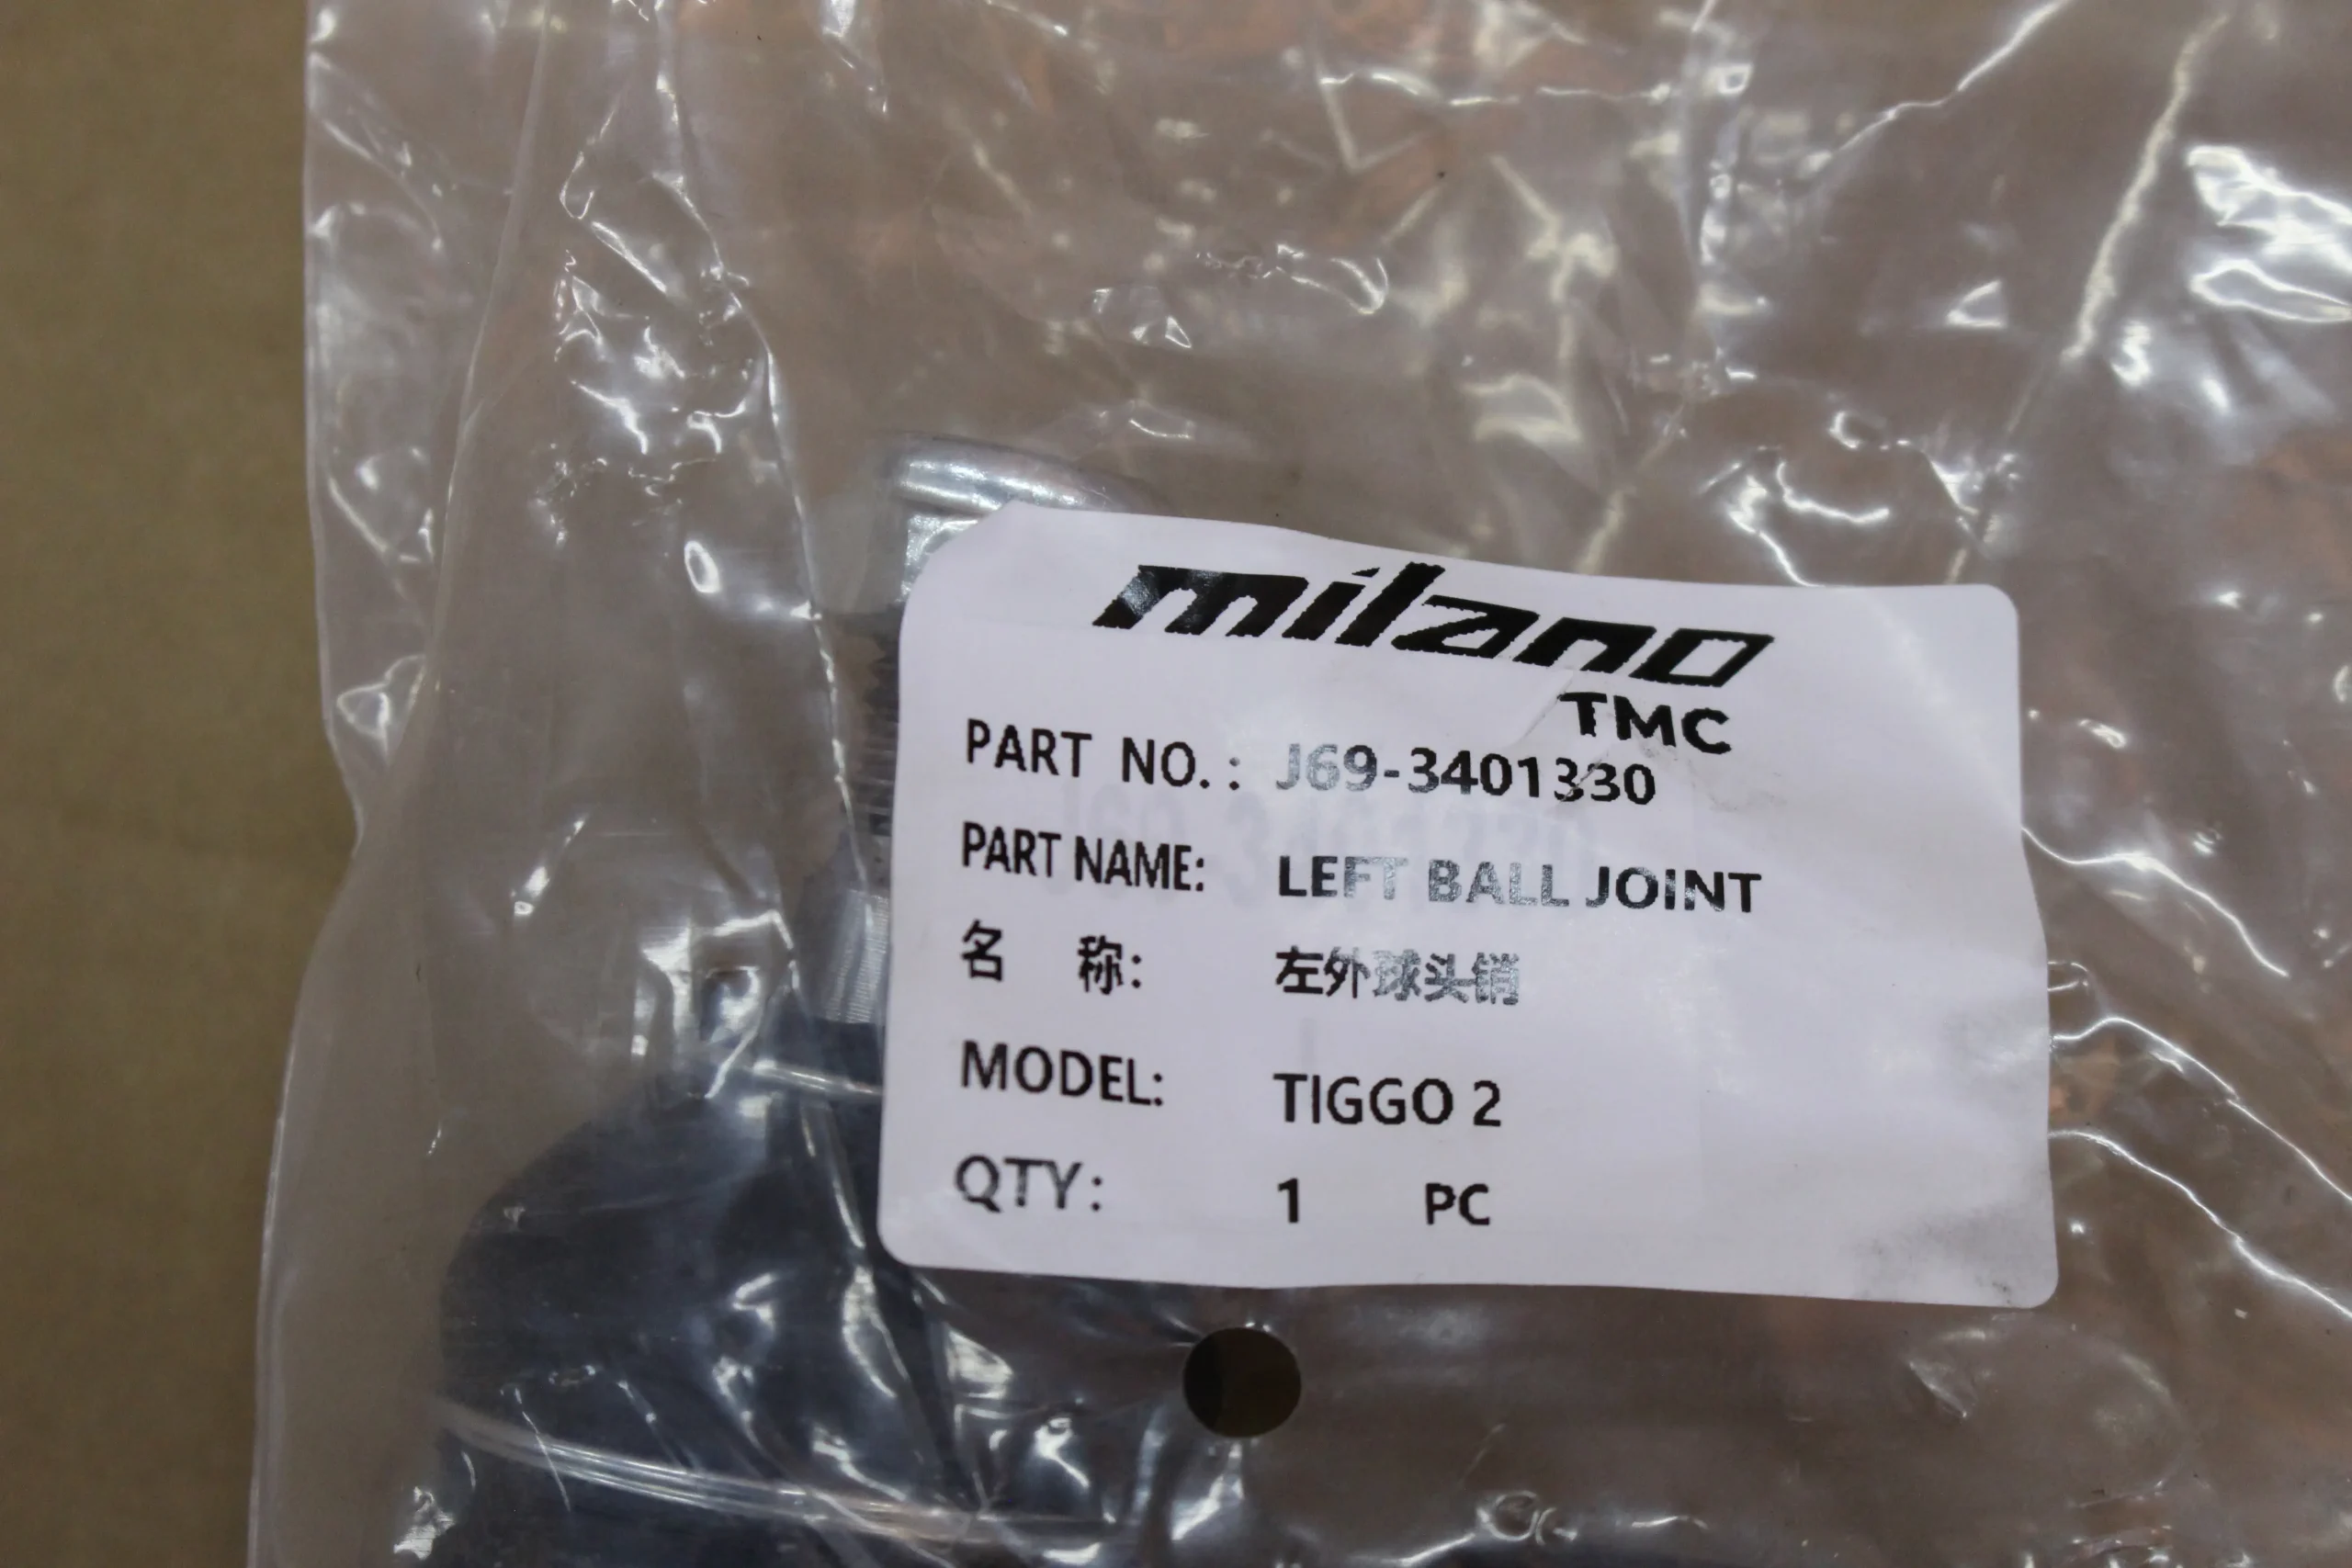 milano
TMC
PART NO.: J69-3401330
PART NAME: LEFT BALL JOINT
名 称: 左外球头销
MODEL: TIGGO 2
QTY: 1 PC